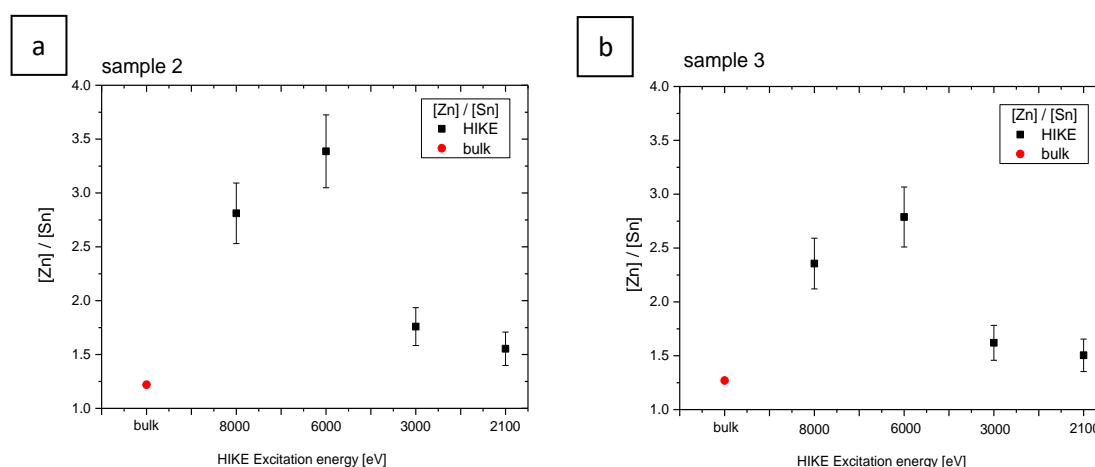 a
sample 2
[Zn] / [Sn]
4.0
3.5
3.0
2.5
2.0
1.5
1.0
[Zn] / [Sn]
HIKE
bulk
bulk
8000
6000
3000
2100
HIKE Excitation energy [eV]
b
sample 3
[Zn] / [Sn]
4.0
3.5
3.0
2.5
2.0
1.5
1.0
[Zn] / [Sn]
HIKE
bulk
bulk
8000
6000
3000
2100
HIKE Excitation energy [eV]